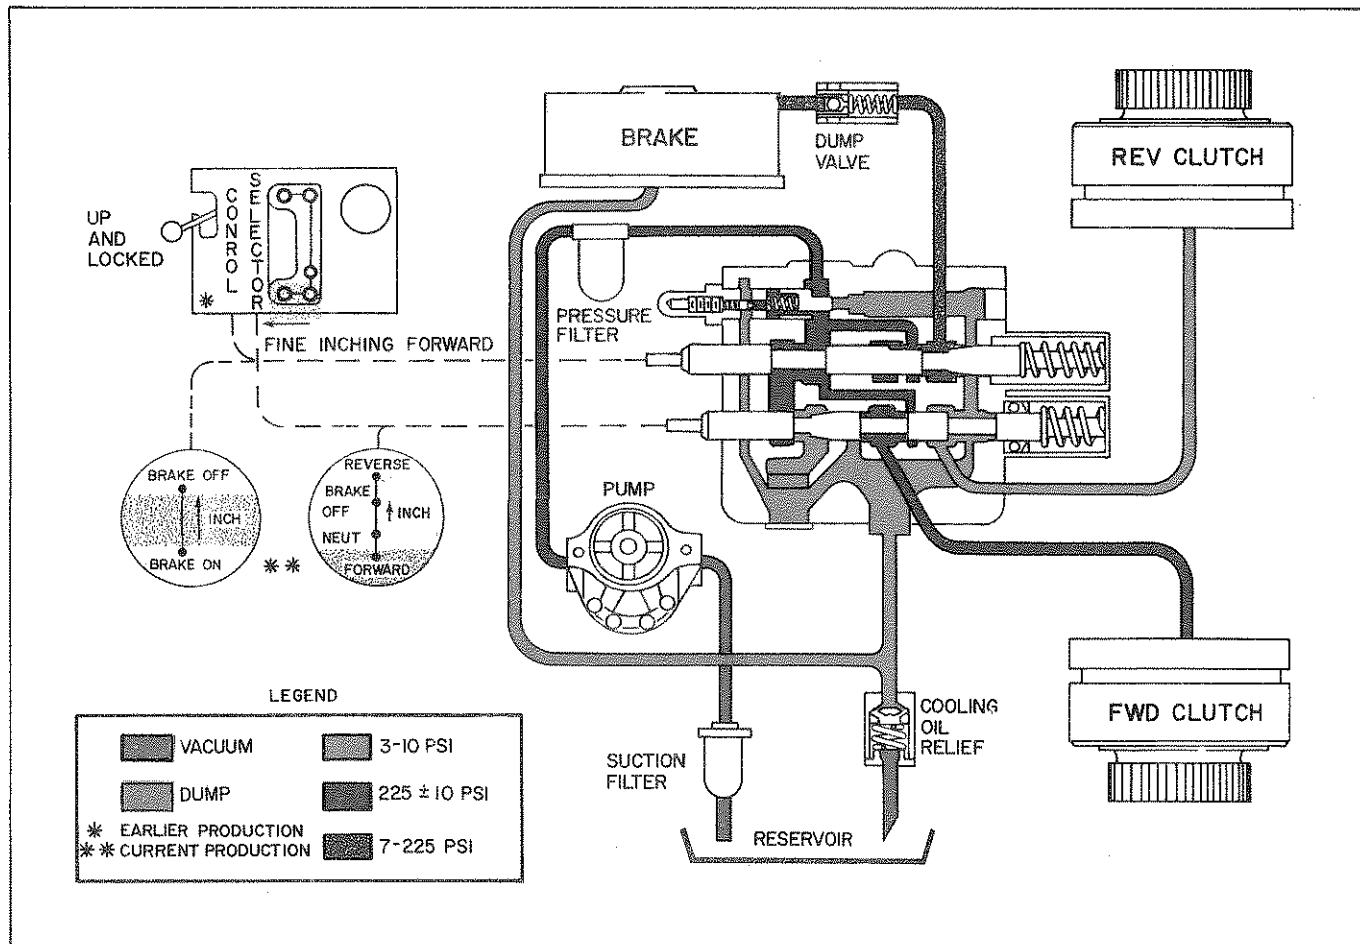 BRAKE
DUMP
VALVE
REV CLUTCH
UP
AND
LOCKED
CONROL
SELECTOR
*
PRESSURE
FILTER
FINE INCHING FORWARD
BRAKE OFF
INCH
BRAKE ON
**
REVERSE
BRAKE
OFF
INCH
NEUT
FORWARD
PUMP
LEGEND
VACUUM
3-10 PSI
DUMP
225 ± 10 PSI
* EARLIER PRODUCTION
** CURRENT PRODUCTION
7-225 PSI
SUCTION
FILTER
COOLING
OIL
RELIEF
RESERVOIR
FWD CLUTCH